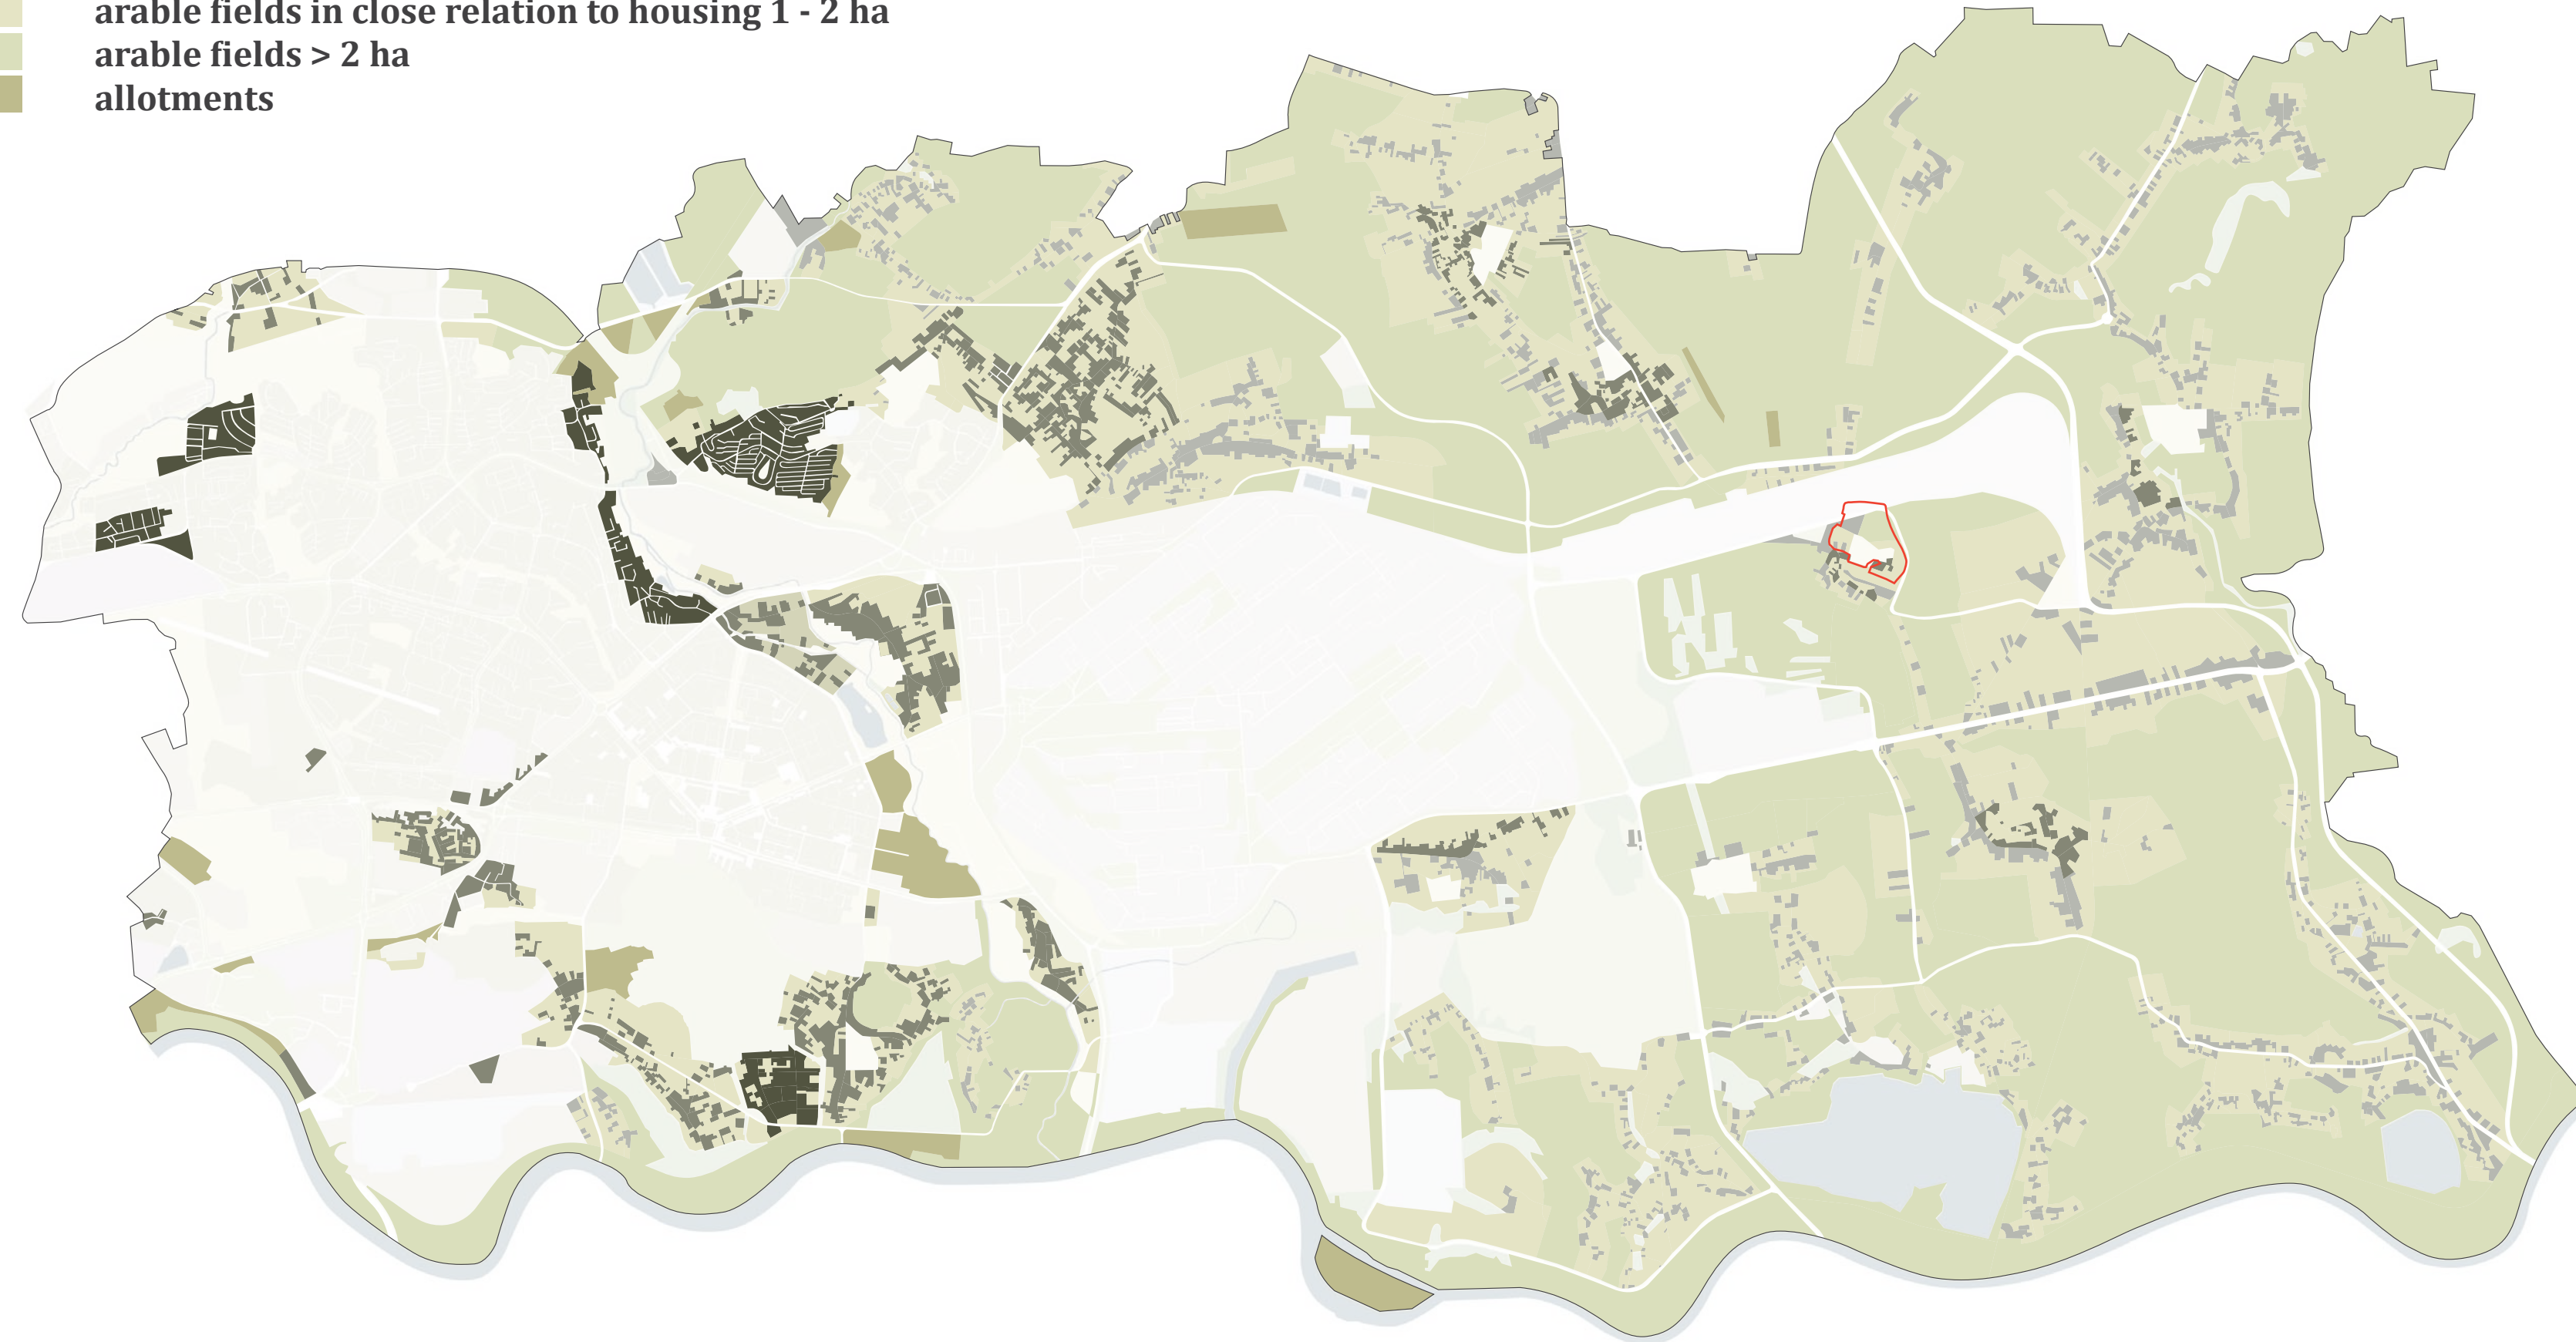 arable fields in close relation to housing 1 - 2 ha
arable fields > 2 ha
allotments